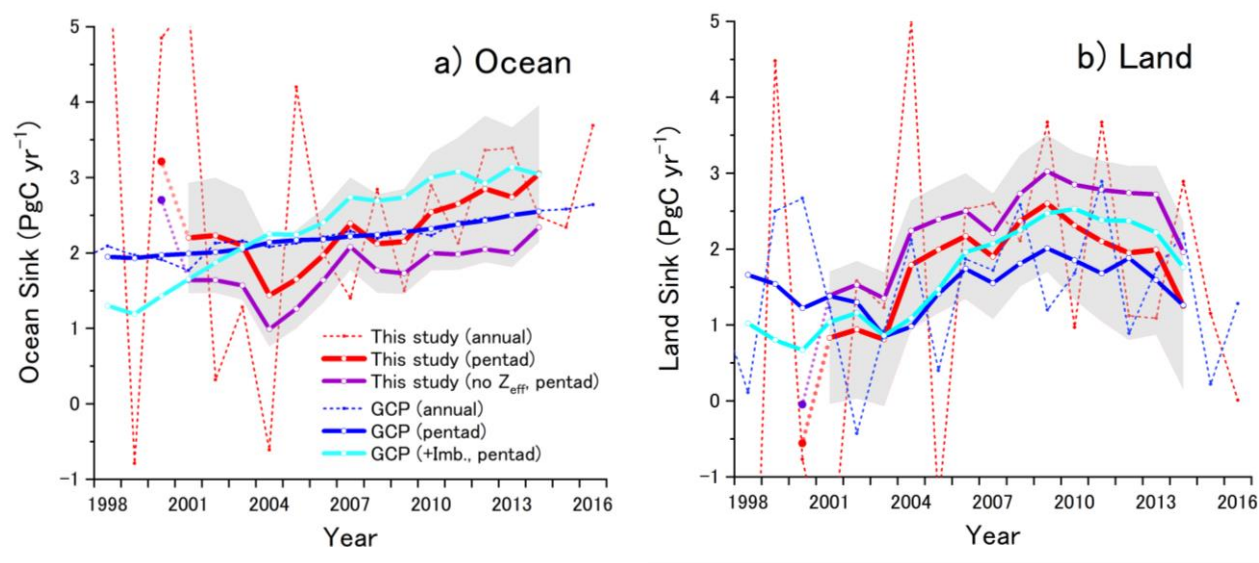 a) Ocean
Ocean Sink (PgC yr⁻¹)
5
4
3
2
1
0
−1
This study (annual)
This study (pentad)
This study (no Zeff, pentad)
GCP (annual)
GCP (pentad)
GCP (+Imb., pentad)
1998 2001 2004 2007 2010 2013 2016
Year
b) Land
Land Sink (PgC yr⁻¹)
5
4
3
2
1
0
−1
1998 2001 2004 2007 2010 2013 2016
Year